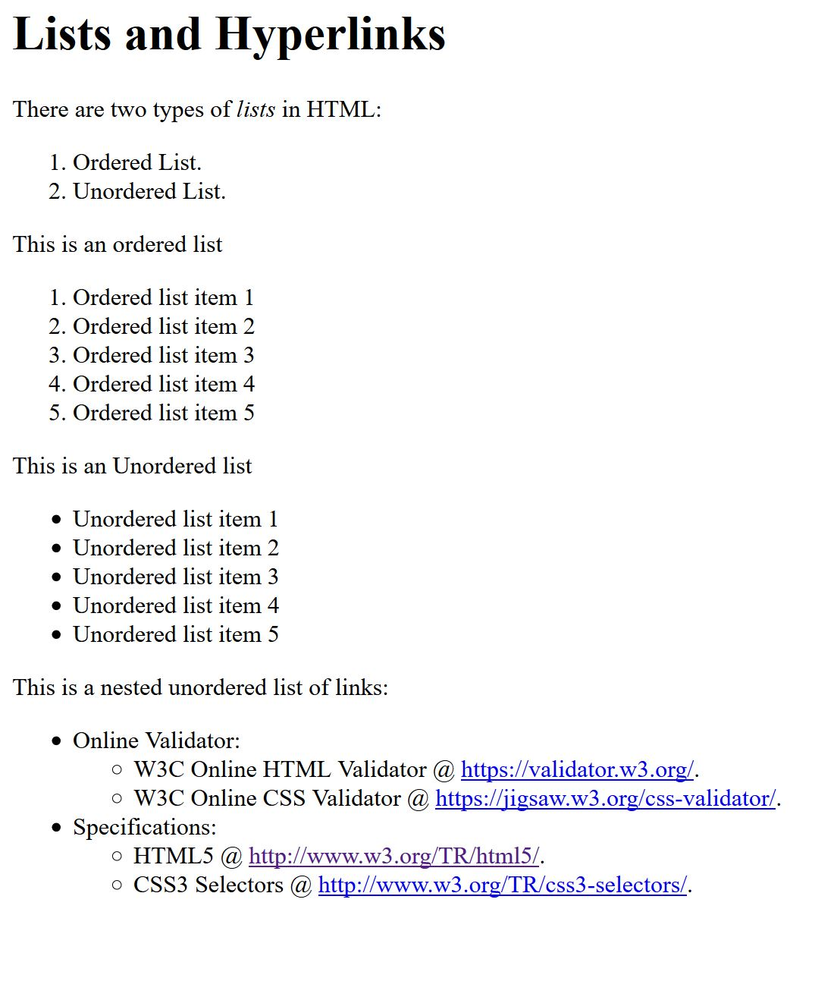 Lists and Hyperlinks
There are two types of lists in HTML:
1. Ordered List.
2. Unordered List.
This is an ordered list
1. Ordered list item 1
2. Ordered list item 2
3. Ordered list item 3
4. Ordered list item 4
5. Ordered list item 5
This is an Unordered list
• Unordered list item 1
• Unordered list item 2
• Unordered list item 3
• Unordered list item 4
• Unordered list item 5
This is a nested unordered list of links:
• Online Validator:
○ W3C Online HTML Validator @ https://validator.w3.org/.
○ W3C Online CSS Validator @ https://jigsaw.w3.org/css-validator/.
• Specifications:
○ HTML5 @ http://www.w3.org/TR/html5/.
○ CSS3 Selectors @ http://www.w3.org/TR/css3-selectors/.